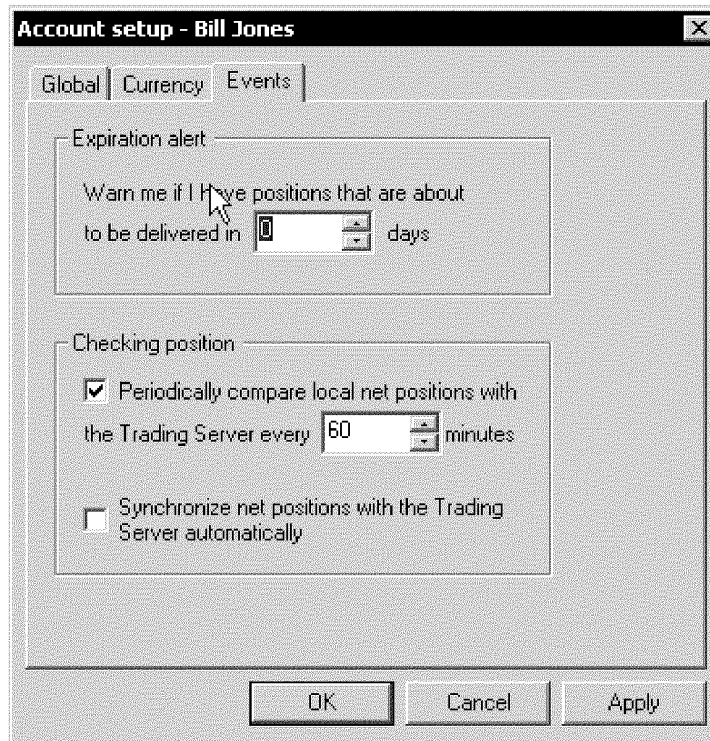 Account setup - Bill Jones
Global Currency Events
Expiration alert
Warn me if I have positions that are about
to be delivered in 0 days
Checking position
Periodically compare local net positions with
the Trading Server every 60 minutes
Synchronize net positions with the Trading
Server automatically
OK Cancel Apply